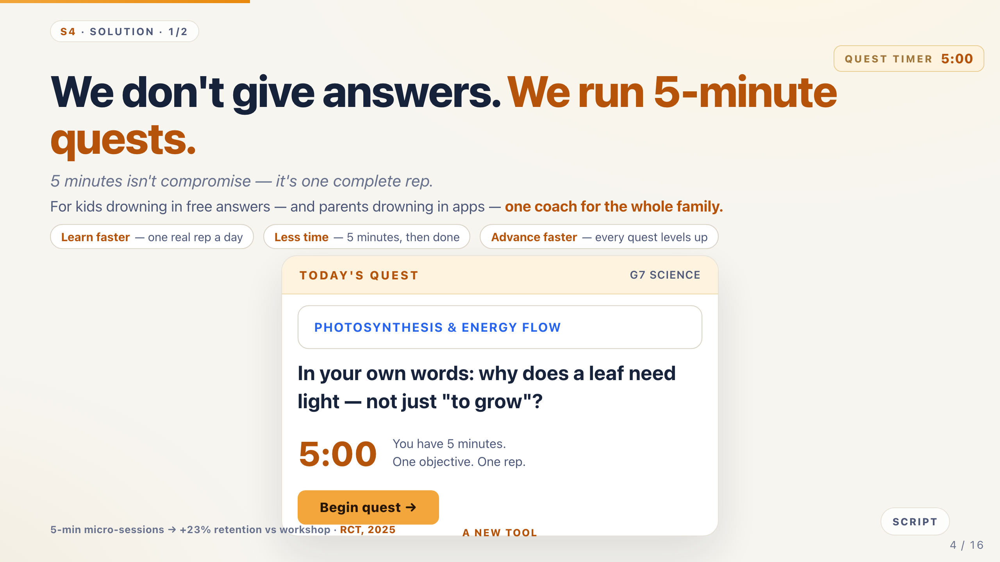 S4 · SOLUTION · 1/2
QUEST TIMER 5:00
We don't give answers. We run 5-minute
quests.
5 minutes isn't compromise — it's one complete rep.
For kids drowning in free answers — and parents drowning in apps — one coach for the whole family.
Learn faster — one real rep a day
Less time — 5 minutes, then done
Advance faster — every quest levels up
TODAY'S QUEST
G7 SCIENCE
PHOTOSYNTHESIS & ENERGY FLOW
In your own words: why does a leaf need
light — not just "to grow"?
5:00
You have 5 minutes.
One objective. One rep.
Begin quest →
5-min micro-sessions → +23% retention vs workshop · RCT, 2025
A NEW TOOL
SCRIPT
4 / 16